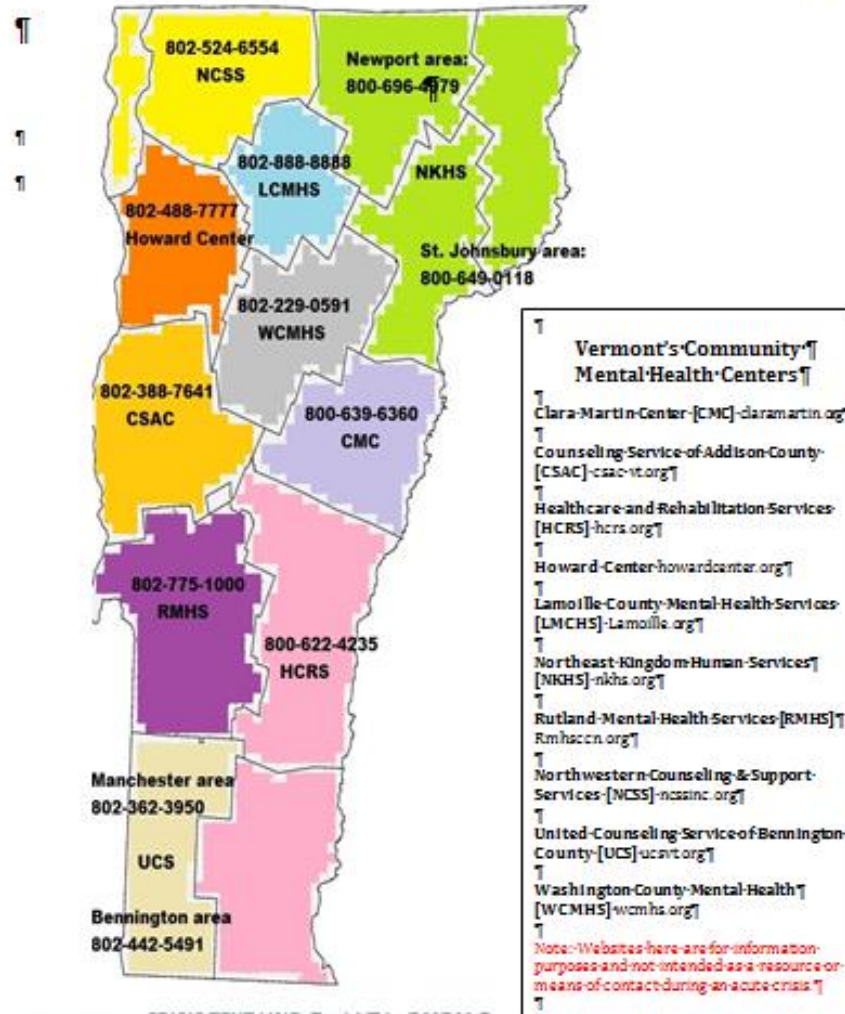 802-524-6554
NCSS
Newport area:
800-696-4979
802-888-8888
LCMHS
NKHS
802-488-7777
Howard Center
St. Johnsbury area:
800-649-0118
802-229-0591
WCMHS
802-388-7641
CSAC
800-639-6360
CMC
802-775-1000
RMHS
800-622-4235
HCRS
Manchester area
802-362-3950
UCS
Bennington area
802-442-5491
Vermont's Community
Mental Health Centers
Clara Martin Center [CMC] claramartin.org
Counseling Service of Addison County
[CSAC] csac-vt.org
Healthcare and Rehabilitation Services
[HCRS] hcrs.org
Howard Center howardcenter.org
Lamoille County Mental Health Services
[LMCHS] Lamoille.org
Northeast Kingdom Human Services
[NKHS] nkhs.org
Rutland Mental Health Services [RMHS]
Rmhsccn.org
Northwestern Counseling & Support
Services [NCSS] ncssinc.org
United Counseling Service of Bennington
County [UCS] ucsvt.org
Washington County Mental Health
[WCMHS] wcmhs.org
Note: Websites here are for information
purposes and not intended as a resource or
means of contact during an acute crisis.